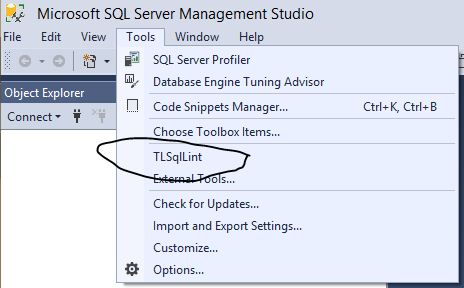 Microsoft SQL Server Management Studio
File Edit View Tools Window Help
SQL Server Profiler
Database Engine Tuning Advisor
Object Explorer
Code Snippets Manager... Ctrl+K, Ctrl+B
Connect
Choose Toolbox Items...
TLSqlLint
External Tools...
Check for Updates...
Import and Export Settings...
Customize...
Options...